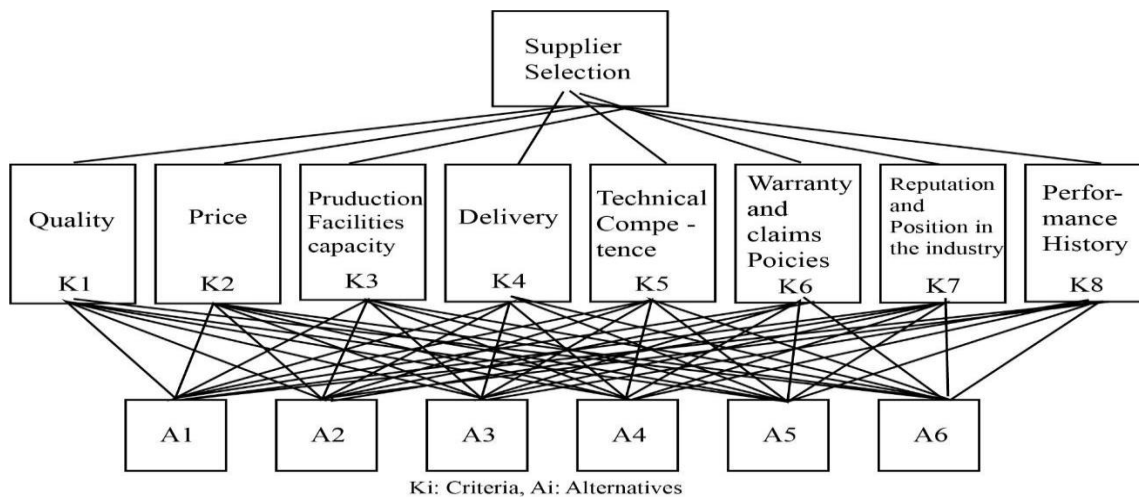 Supplier
Selection
Quality
K1
Price
K2
Pruduction
Facilities
capacity
K3
Delivery
K4
Technical
Compe -
tence
K5
Warranty
and
claims
Poicies
K6
Reputation
and
Position in
the industry
K7
Perfor-
mance
History
K8
A1
A2
A3
A4
A5
A6
Ki: Criteria, Ai: Alternatives